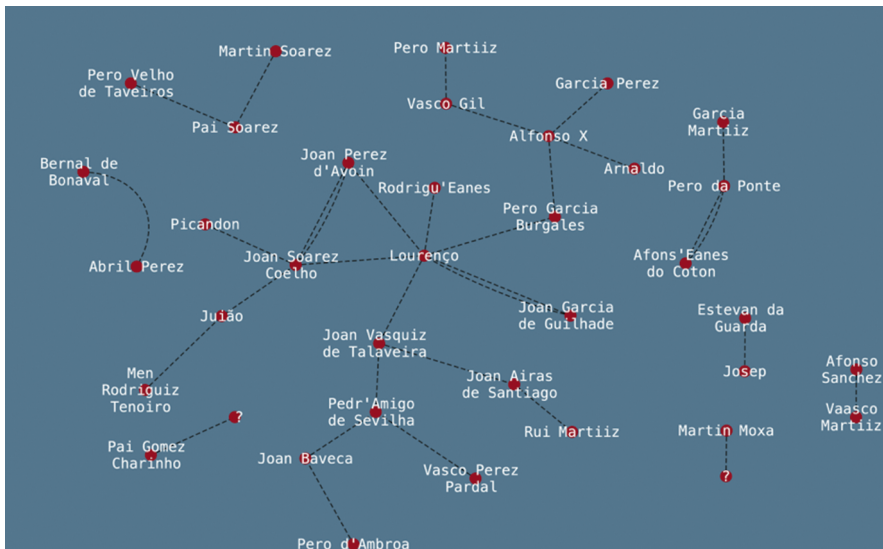 Martin Soarez
Pero Martiiz
Pero Velho
de Taveiros
Garcia Perez
Vasco Gil
Garcia
Martiiz
Pai Soarez
Alfonso X
Joan Perez
d'Avoin
Bernal de
Bonaval
Arnaldo
Rodrigu'Eanes
Pero da Ponte
Pero Garcia
Burgales
Picandon
Joan Soarez
Coelho
Lourenço
Afons'Eanes
do Coton
Abril Perez
Joan Garcia
de Guilhade
Estevan da
Guarda
Juião
Joan Vasquiz
de Talaveira
Afonso
Sanchez
Josep
Men
Rodriguiz
Tenoiro
Joan Airas
de Santiago
Pedr'Amigo
de Sevilha
Vaasco
Martiiz
?
Rui Martiiz
Martin Moxa
Pai Gomez
Charinho
Joan Baveca
Vasco Perez
Pardal
?
Pero d'Ambroa